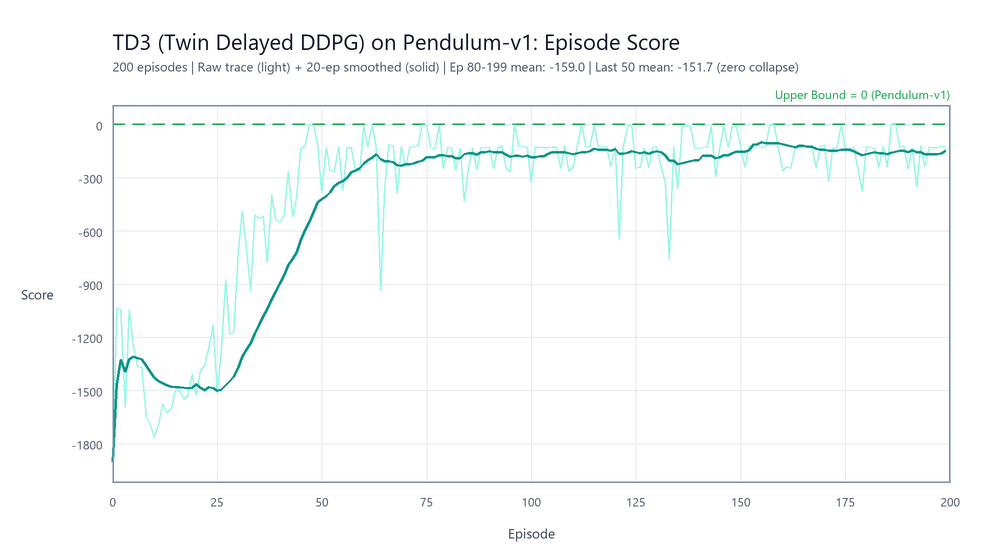 TD3 (Twin Delayed DDPG) on Pendulum-v1: Episode Score
200 episodes | Raw trace (light) + 20-ep smoothed (solid) | Ep 80-199 mean: -159.0 | Last 50 mean: -151.7 (zero collapse)
Upper Bound = 0 (Pendulum-v1)
0
-300
-600
-900
Score
-1200
-1500
-1800
0 25 50 75 100 125 150 175 200
Episode